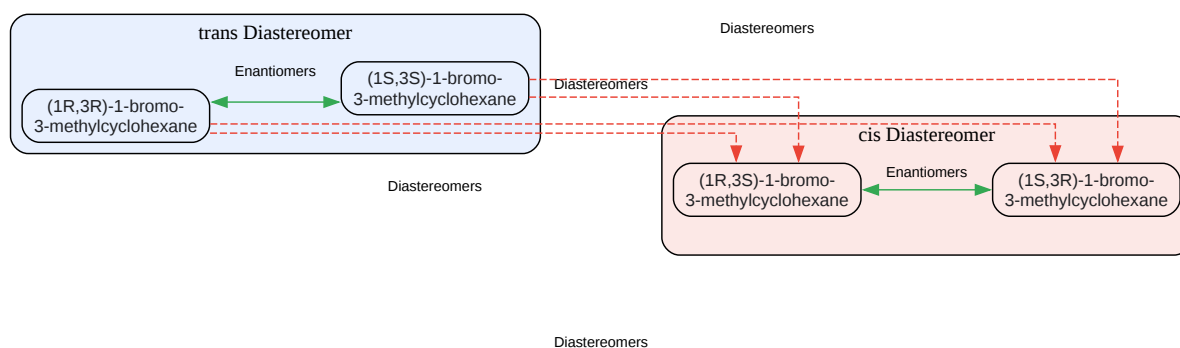 trans Diastereomer
Diastereomers
Enantiomers
(1S,3S)-1-bromo-
3-methylcyclohexane
Diastereomers
(1R,3R)-1-bromo-
3-methylcyclohexane
cis Diastereomer
Enantiomers
(1R,3S)-1-bromo-
3-methylcyclohexane
(1S,3R)-1-bromo-
3-methylcyclohexane
Diastereomers
Diastereomers